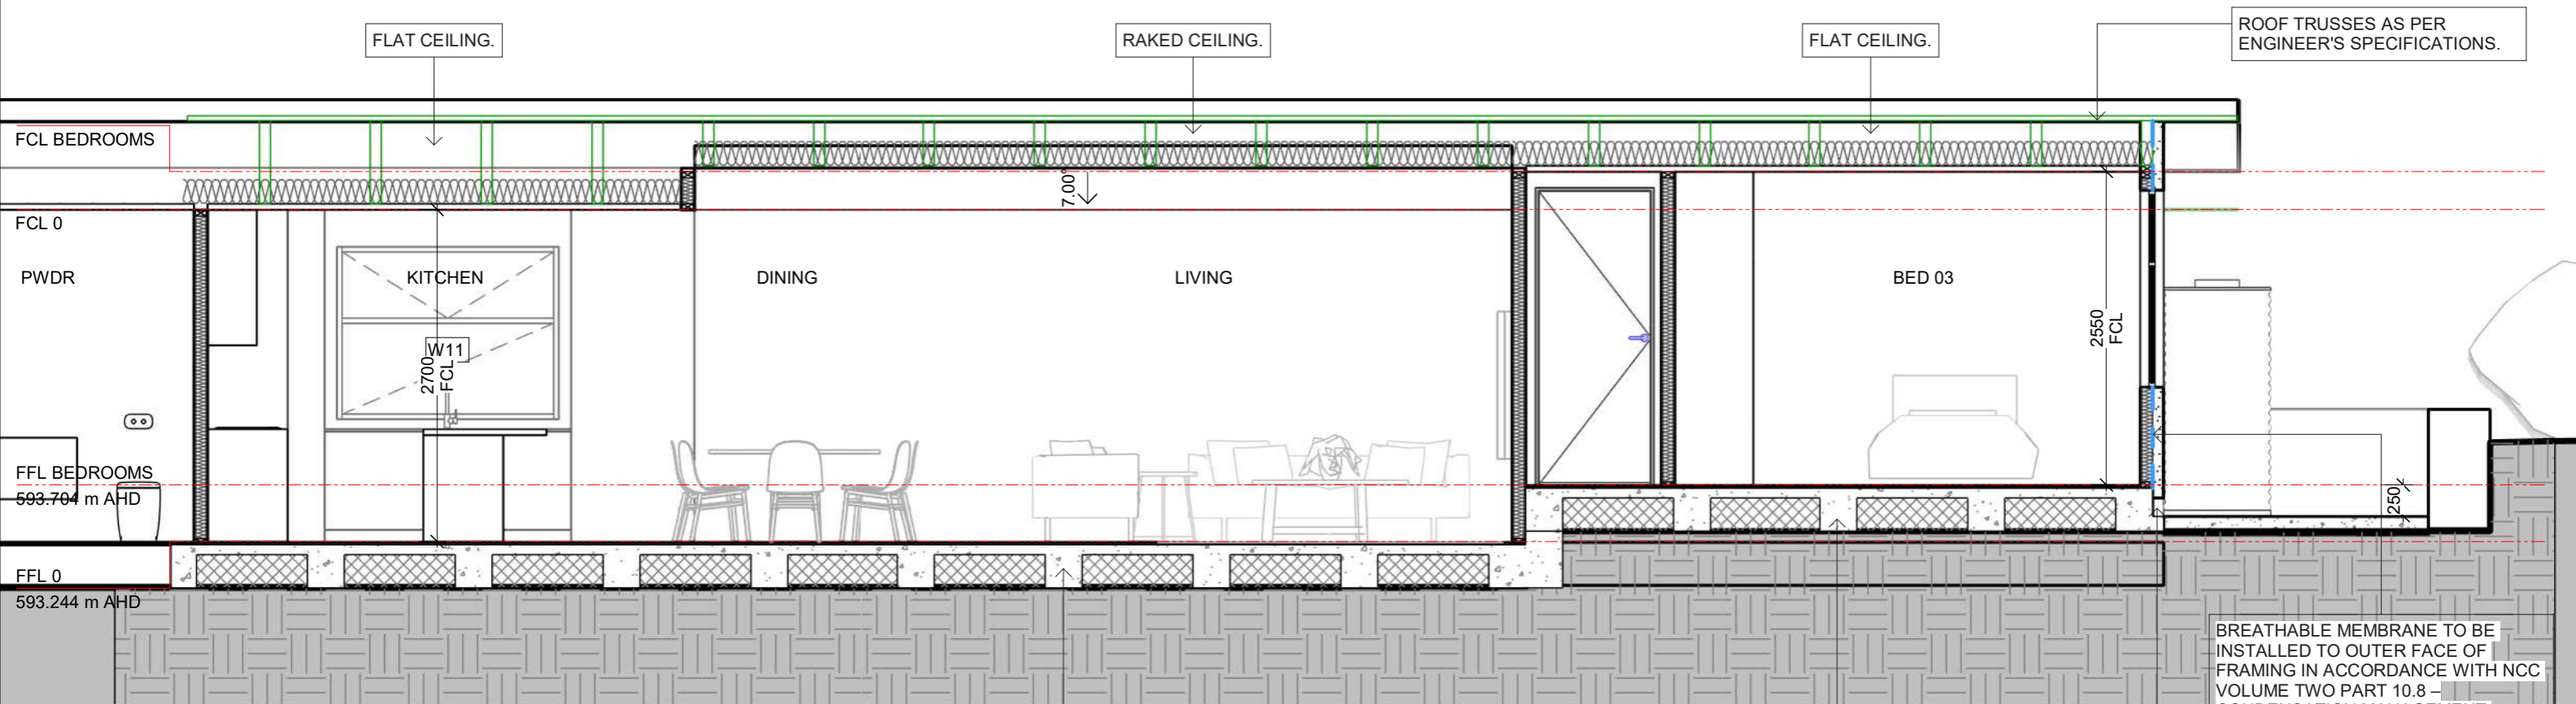 FLAT CEILING.
RAKED CEILING.
FLAT CEILING.
ROOF TRUSSES AS PER
ENGINEER'S SPECIFICATIONS.
FCL BEDROOMS
7.00°
FCL 0
PWDR
KITCHEN
DINING
LIVING
BED 03
W11
2700
FCL
2550
FCL
FFL BEDROOMS
593.704 m AHD
250
FFL 0
593.244 m AHD
BREATHABLE MEMBRANE TO BE
INSTALLED TO OUTER FACE OF
FRAMING IN ACCORDANCE WITH NCC
VOLUME TWO PART 10.8 –